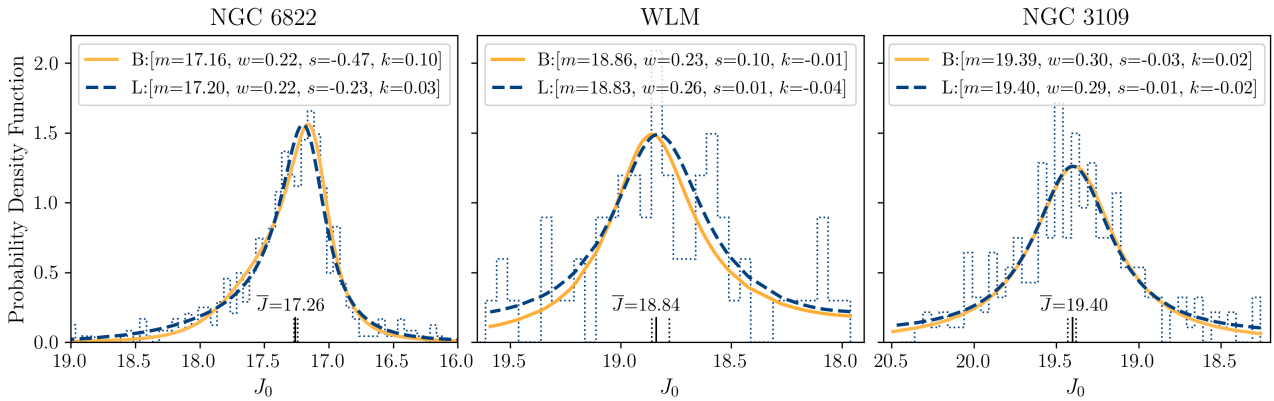 NGC 6822
WLM
NGC 3109
Probability Density Function
2.0
1.5
1.0
0.5
0.0
B:[m=17.16, w=0.22, s=-0.47, k=0.10]
L:[m=17.20, w=0.22, s=-0.23, k=0.03]
J̅=17.26
19.0 18.5 18.0 17.5 17.0 16.5 16.0
J₀
B:[m=18.86, w=0.23, s=0.10, k=-0.01]
L:[m=18.83, w=0.26, s=0.01, k=-0.04]
J̅=18.84
19.5 19.0 18.5 18.0
J₀
B:[m=19.39, w=0.30, s=-0.03, k=0.02]
L:[m=19.40, w=0.29, s=-0.01, k=-0.02]
J̅=19.40
20.5 20.0 19.5 19.0 18.5
J₀